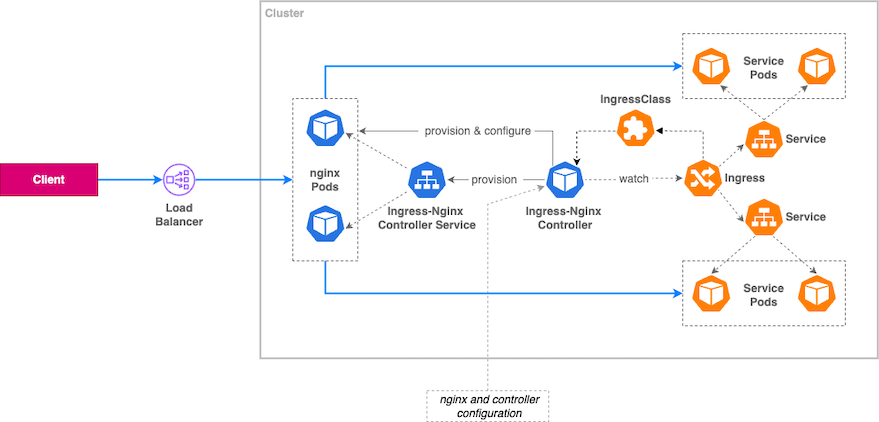 Cluster
Service
Pods
IngressClass
provision & configure
Service
nginx
Pods
Client
provision
watch
Ingress
Load
Balancer
Ingress-Nginx
Controller Service
Ingress-Nginx
Controller
Service
Service
Pods
nginx and controller
configuration